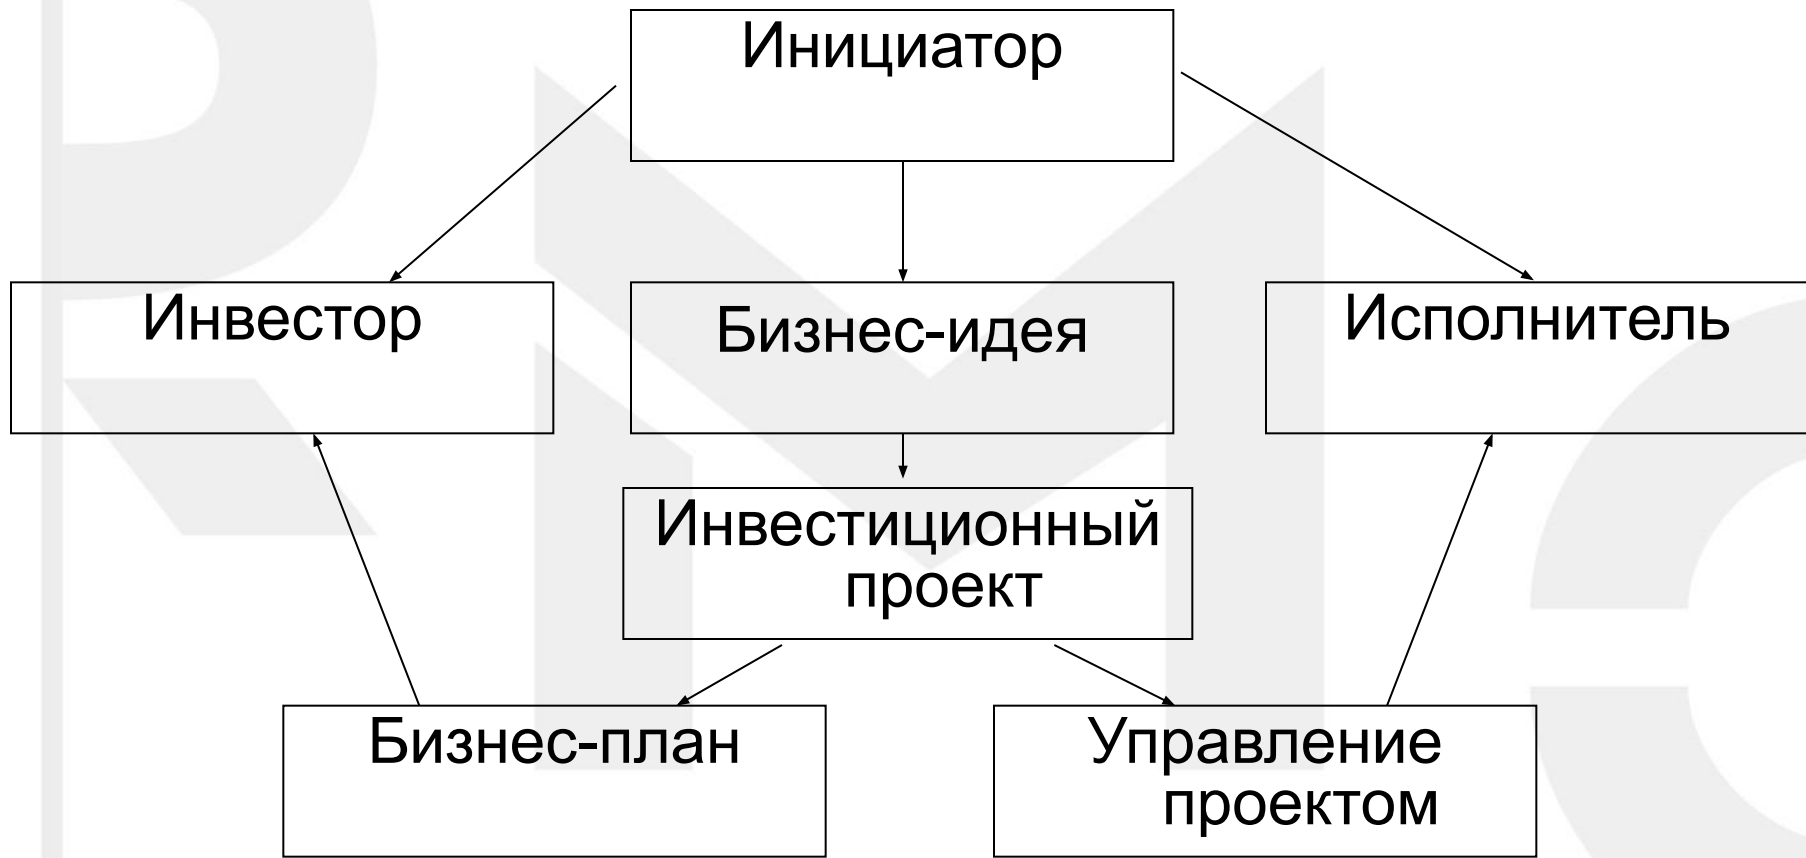 Инициатор
Инвестор
Бизнес-идея
Исполнитель
Инвестиционный
проект
Бизнес-план
Управление
проектом